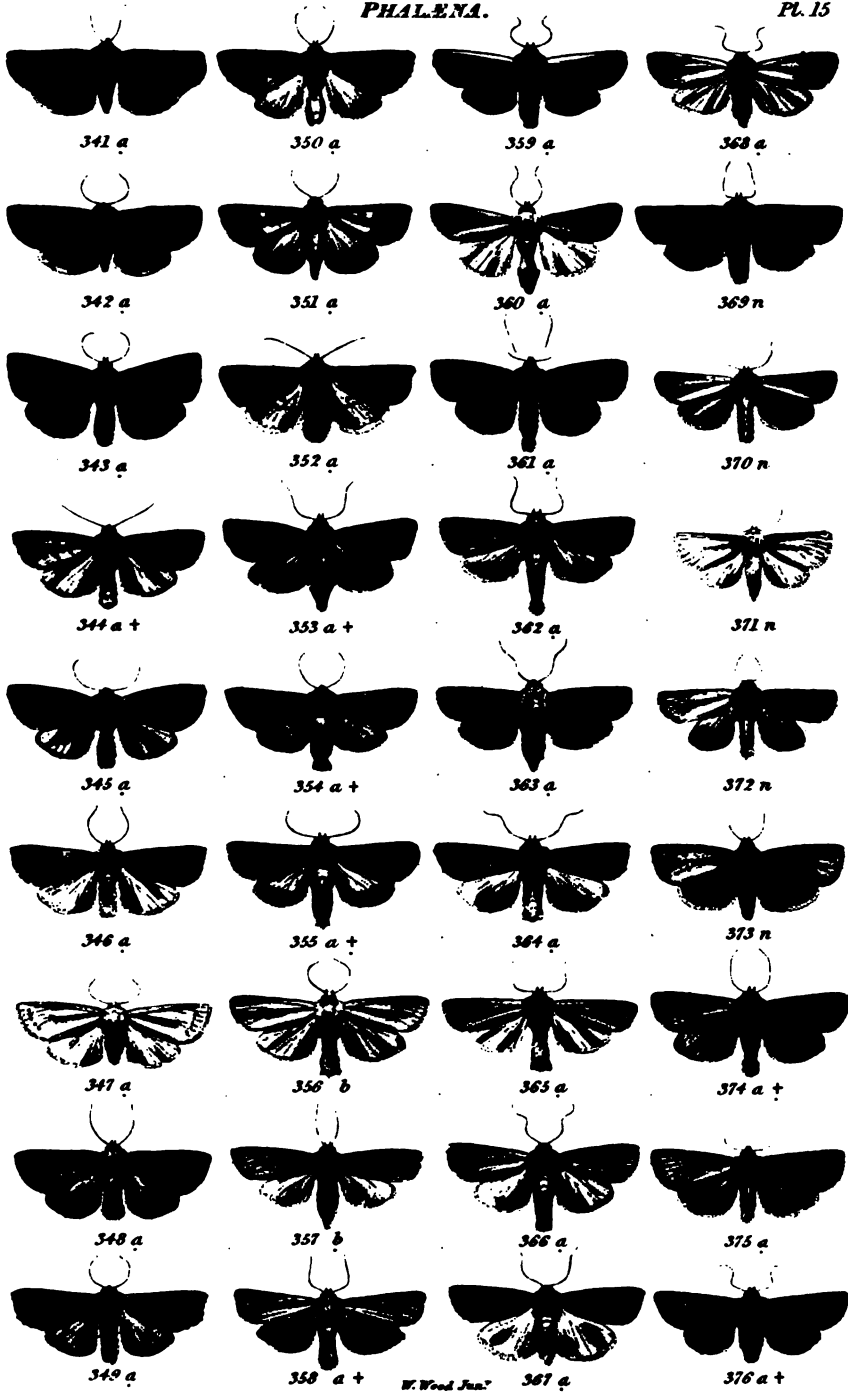 PHALÆNA. Pl. 15
341 a 350 a 359 a 368 a
342 a 351 a 360 a 369 n
343 a 352 a 361 a 370 n
344 a + 353 a + 362 a 371 n
345 a 354 a + 363 a 372 n
346 a 355 a + 364 a 373 n
347 a 356 b 365 a 374 a +
348 a 357 b 366 a 375 a
349 a 358 a + 367 a 376 a +
W. Wood Junr.